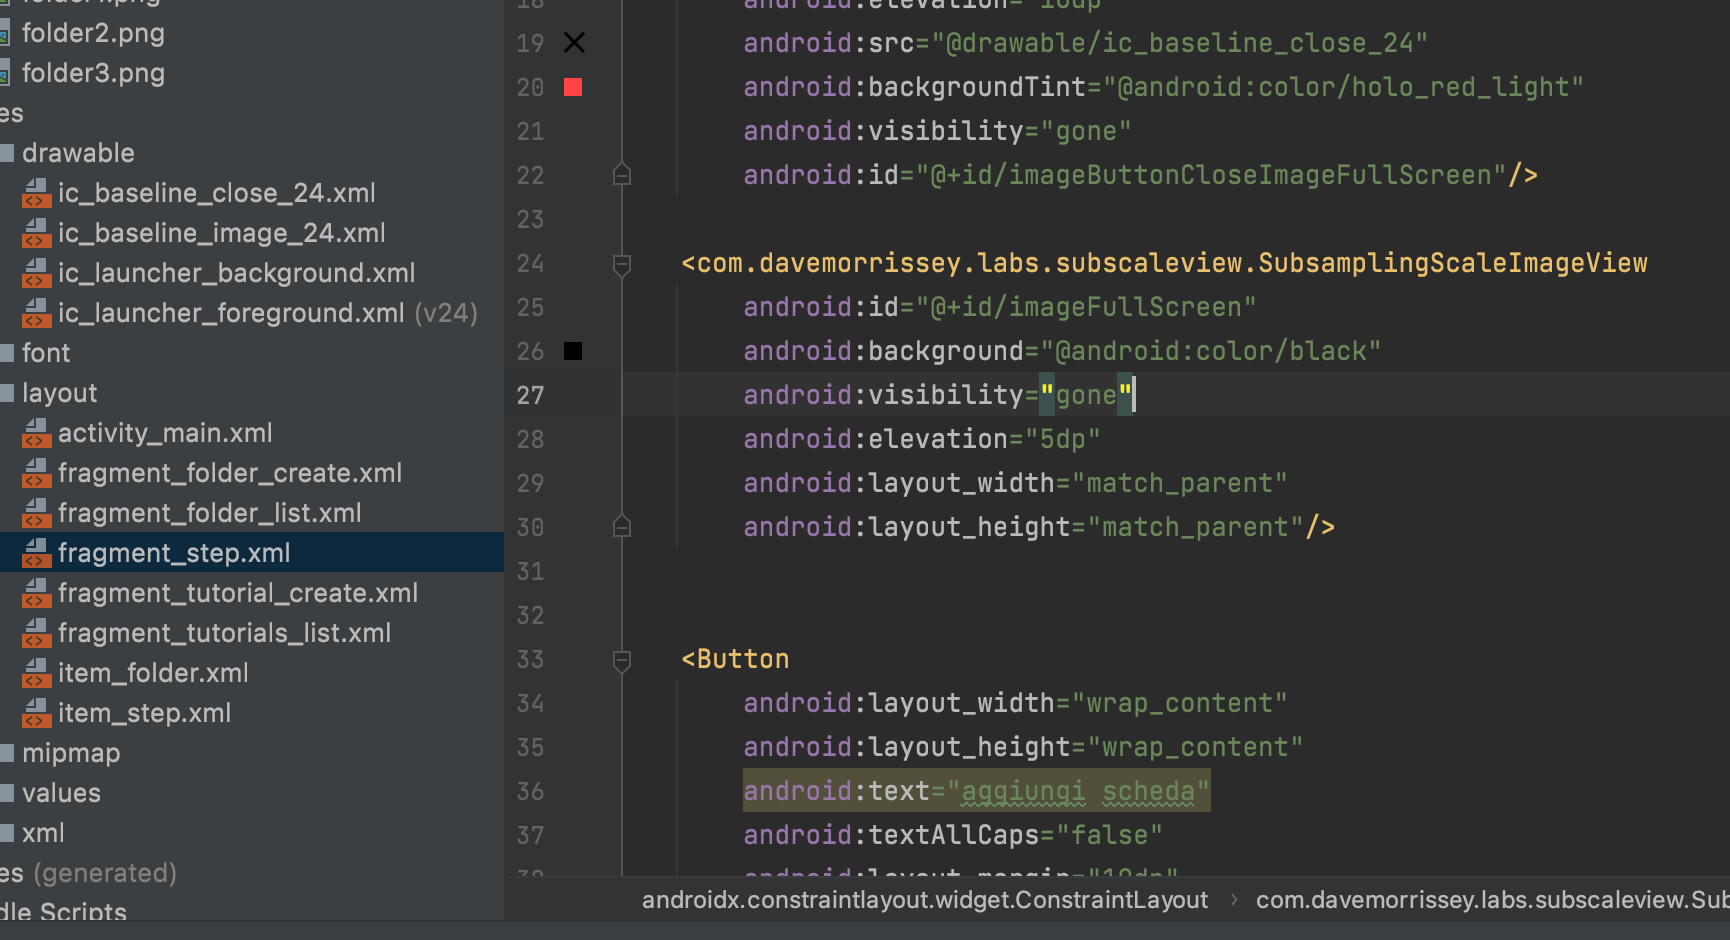 folder2.png
folder3.png
es
drawable
ic_baseline_close_24.xml
ic_baseline_image_24.xml
ic_launcher_background.xml
ic_launcher_foreground.xml (v24)
font
layout
activity_main.xml
fragment_folder_create.xml
fragment_folder_list.xml
fragment_step.xml
fragment_tutorial_create.xml
fragment_tutorials_list.xml
item_folder.xml
item_step.xml
mipmap
values
xml
es (generated)
dle Scripts
19 android:src="@drawable/ic_baseline_close_24"
20 android:backgroundTint="@android:color/holo_red_light"
21 android:visibility="gone"
22 android:id="@+id/imageButtonCloseImageFullScreen"/>
23
24 <com.davemorrissey.labs.subscaleview.SubsamplingScaleImageView
25 android:id="@+id/imageFullScreen"
26 android:background="@android:color/black"
27 android:visibility="gone"
28 android:elevation="5dp"
29 android:layout_width="match_parent"
30 android:layout_height="match_parent"/>
31
32
33 <Button
34 android:layout_width="wrap_content"
35 android:layout_height="wrap_content"
36 android:text="aggiungi scheda"
37 android:textAllCaps="false"
androidx.constraintlayout.widget.ConstraintLayout › com.davemorrissey.labs.subscaleview.Sub